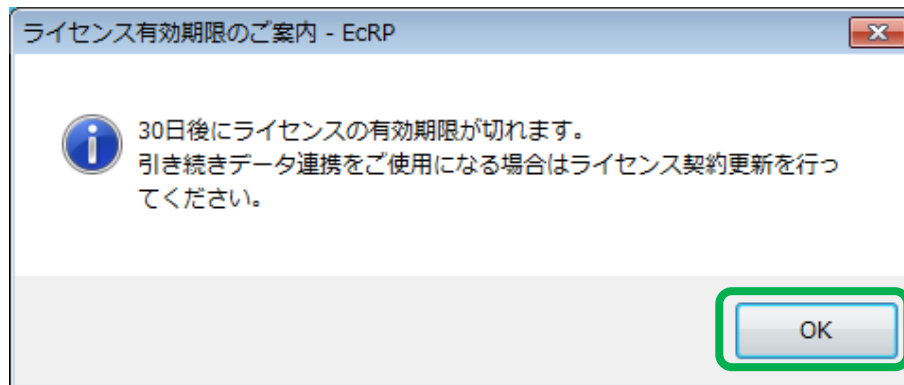 ライセンス有効期限のご案内 - EcRP
30日後にライセンスの有効期限が切れます。
引き続きデータ連携をご使用になる場合はライセンス契約更新を行っ
てください。
OK